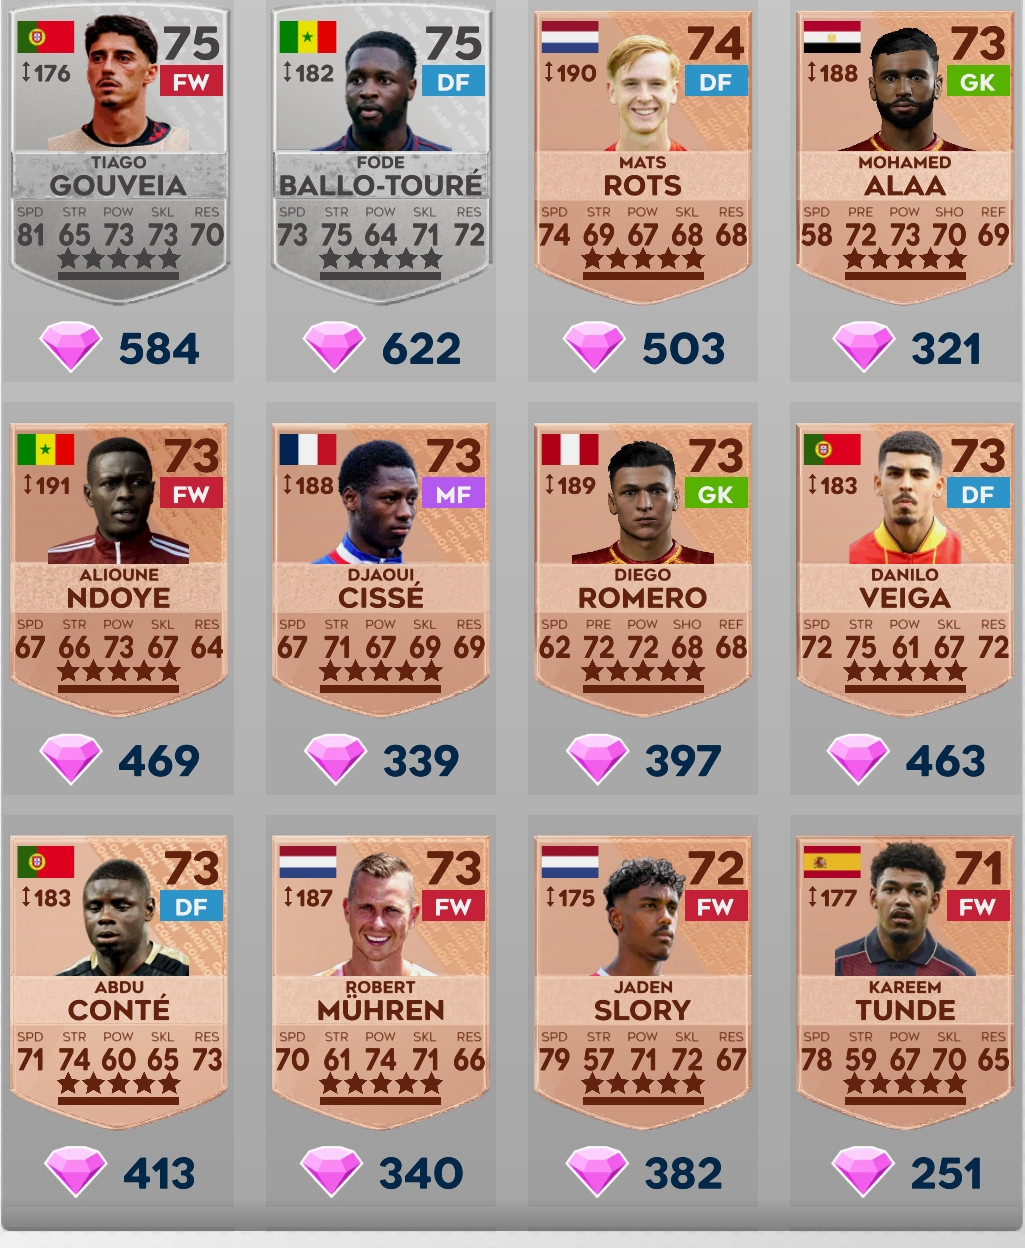 75
↕176
FW
TIAGO
GOUVEIA
SPD STR POW SKL RES
81 65 73 73 70
584
75
↕182
DF
FODE
BALLO-TOURÉ
SPD STR POW SKL RES
73 75 64 71 72
622
74
↕190
DF
MATS
ROTS
SPD STR POW SKL RES
74 69 67 68 68
503
73
↕188
GK
MOHAMED
ALAA
SPD PRE POW SHO REF
58 72 73 70 69
321
73
↕191
FW
ALIOUNE
NDOYE
SPD STR POW SKL RES
67 66 73 67 64
469
73
↕188
MF
DJAOUI
CISSÉ
SPD STR POW SKL RES
67 71 67 69 69
339
73
↕189
GK
DIEGO
ROMERO
SPD PRE POW SHO REF
62 72 72 68 68
397
73
↕183
DF
DANILO
VEIGA
SPD STR POW SKL RES
72 75 61 67 72
463
73
↕183
DF
ABDU
CONTÉ
SPD STR POW SKL RES
71 74 60 65 73
413
73
↕187
FW
ROBERT
MÜHREN
SPD STR POW SKL RES
70 61 74 71 66
340
72
↕175
FW
JADEN
SLORY
SPD STR POW SKL RES
79 57 71 72 67
382
71
↕177
FW
KAREEM
TUNDE
SPD STR POW SKL RES
78 59 67 70 65
251